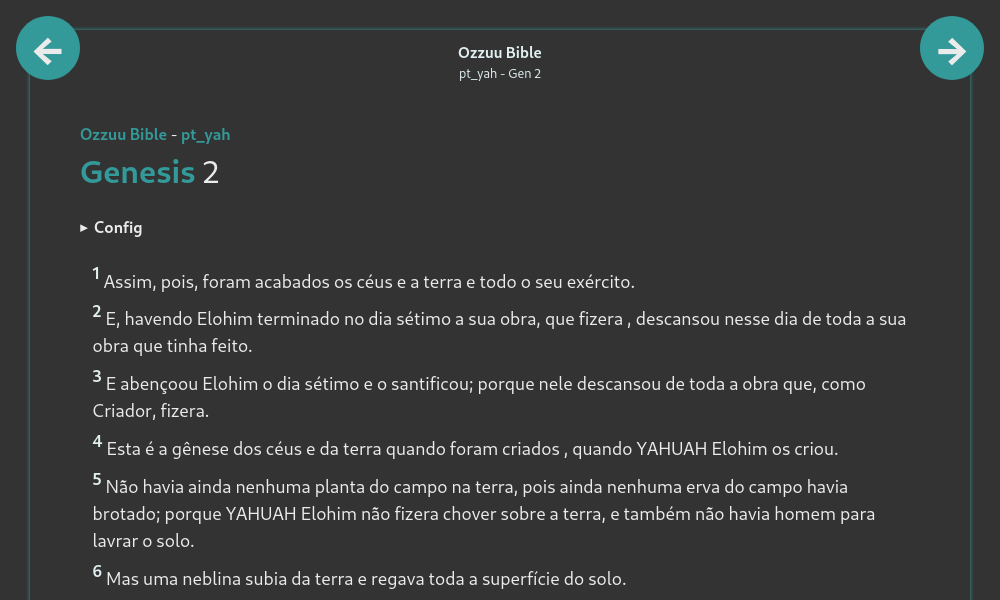 Ozzuu Bible
pt_yah - Gen 2
Ozzuu Bible - pt_yah
Genesis 2
Config
1 Assim, pois, foram acabados os céus e a terra e todo o seu exército.
2 E, havendo Elohim terminado no dia sétimo a sua obra, que fizera , descansou nesse dia de toda a sua
obra que tinha feito.
3 E abençoou Elohim o dia sétimo e o santificou; porque nele descansou de toda a obra que, como
Criador, fizera.
4 Esta é a gênese dos céus e da terra quando foram criados , quando YAHUAH Elohim os criou.
5 Não havia ainda nenhuma planta do campo na terra, pois ainda nenhuma erva do campo havia
brotado; porque YAHUAH Elohim não fizera chover sobre a terra, e também não havia homem para
lavrar o solo.
6 Mas uma neblina subia da terra e regava toda a superfície do solo.